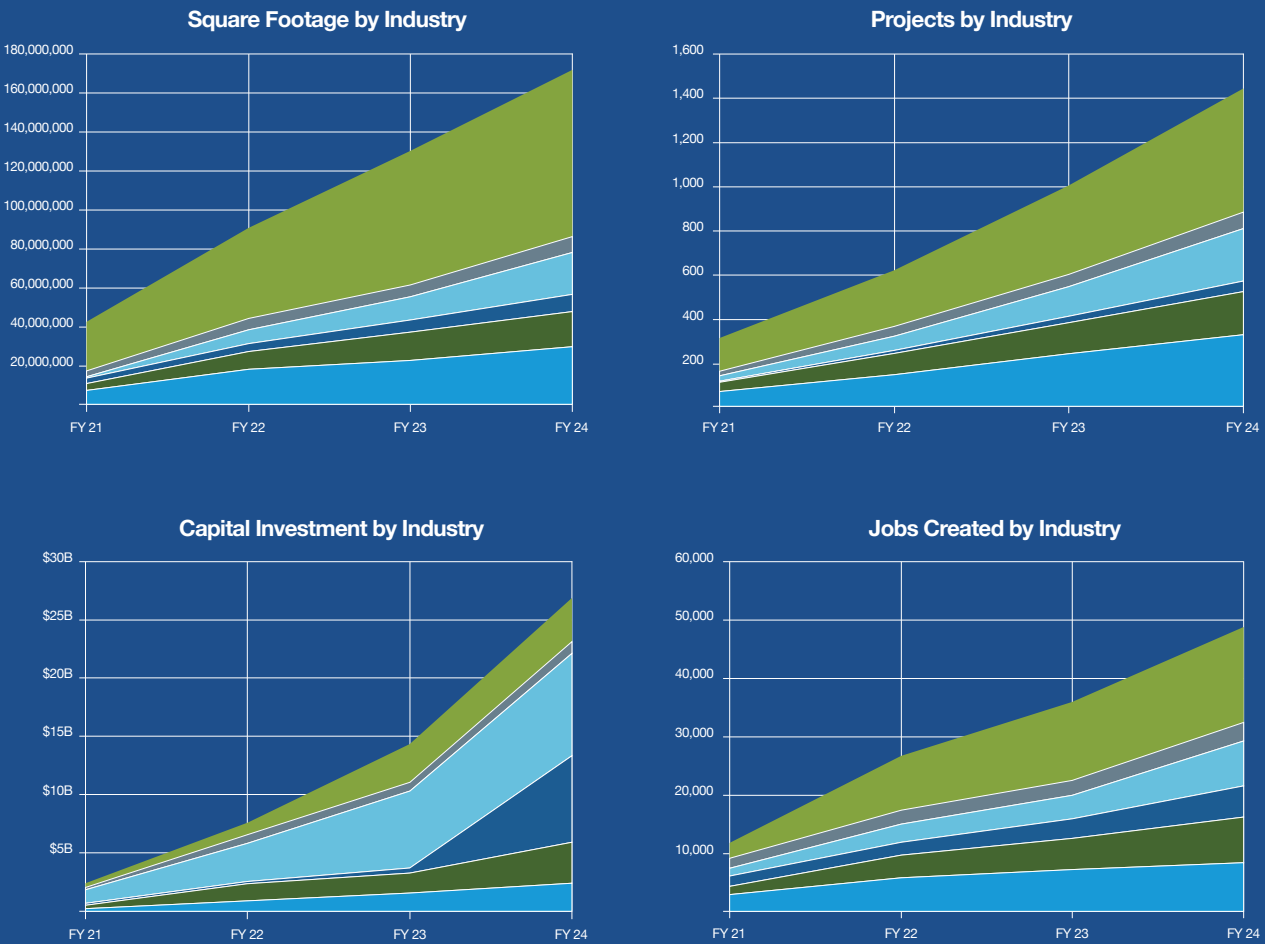 Square Footage by Industry
180,000,000
160,000,000
140,000,000
120,000,000
100,000,000
80,000,000
60,000,000
40,000,000
20,000,000
FY 21 FY 22 FY 23 FY 24
Projects by Industry
1,600
1,400
1,200
1,000
800
600
400
200
FY 21 FY 22 FY 23 FY 24
Capital Investment by Industry
$30B
$25B
$20B
$15B
$10B
$5B
FY 21 FY 22 FY 23 FY 24
Jobs Created by Industry
60,000
50,000
40,000
30,000
20,000
10,000
FY 21 FY 22 FY 23 FY 24